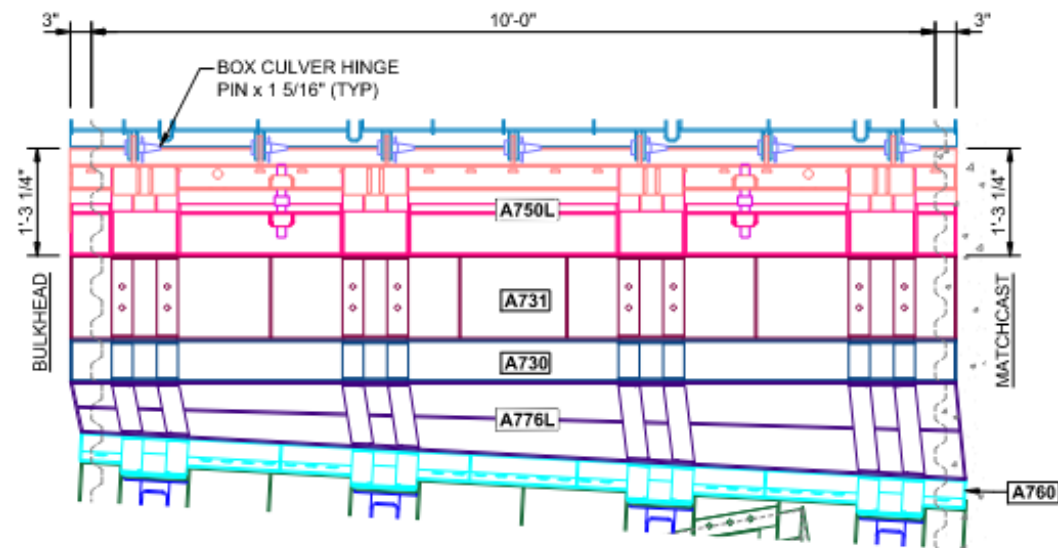 3"
10'-0"
3"
BOX CULVER HINGE
PIN x 1 5/16" (TYP)
1'-3 1/4"
1'-3 1/4"
A750L
BULKHEAD
A731
MATCHCAST
A730
A776L
A760